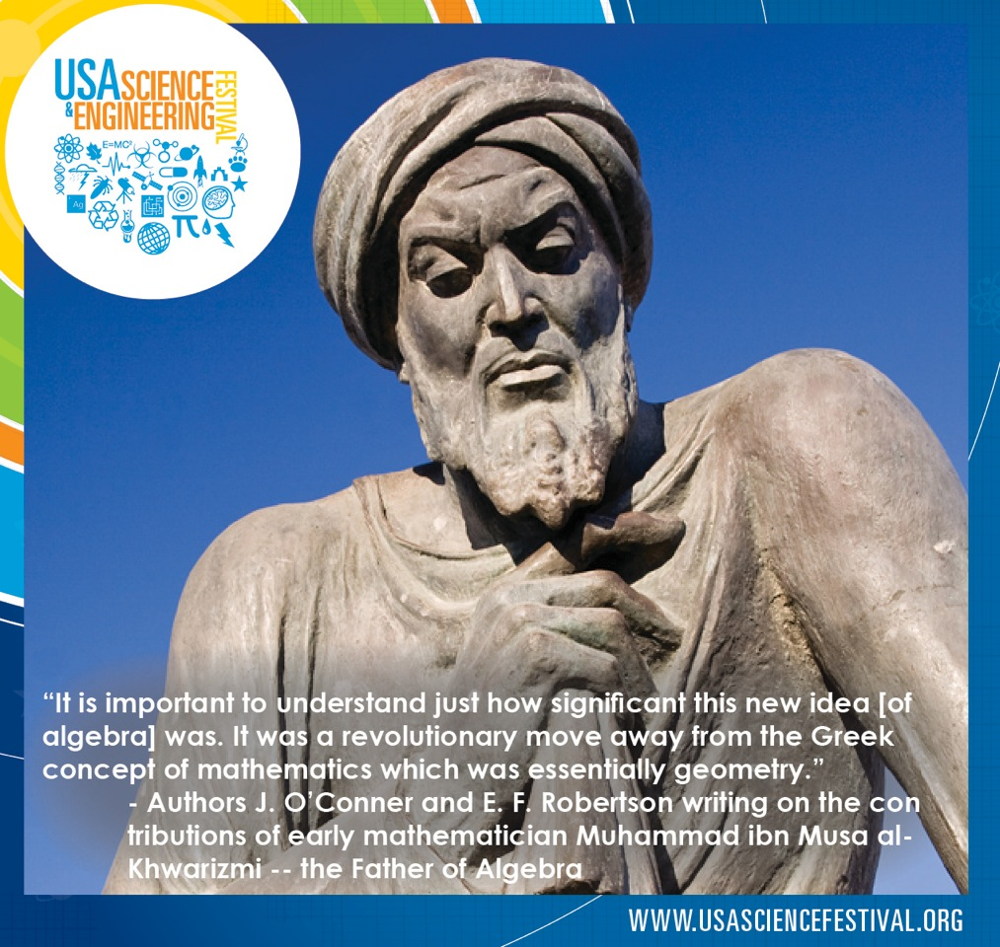 USA SCIENCE
& ENGINEERING
FESTIVAL
E=MC²
Ag
π
“It is important to understand just how significant this new idea [of
algebra] was. It was a revolutionary move away from the Greek
concept of mathematics which was essentially geometry.”
- Authors J. O’Conner and E. F. Robertson writing on the con
tributions of early mathematician Muhammad ibn Musa al-
Khwarizmi -- the Father of Algebra
WWW.USASCIENCEFESTIVAL.ORG